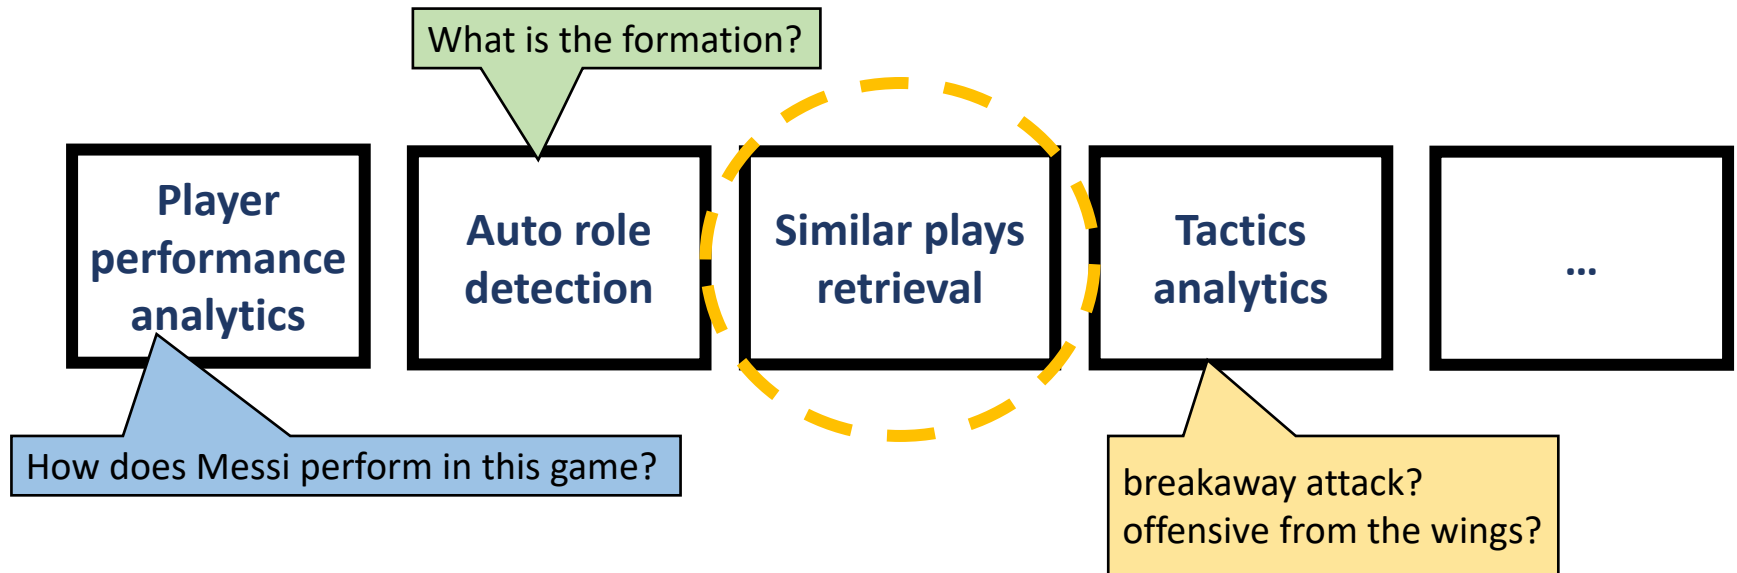 What is the formation?
Player
performance
analytics
Auto role
detection
Similar plays
retrieval
Tactics
analytics
...
How does Messi perform in this game?
breakaway attack?
offensive from the wings?